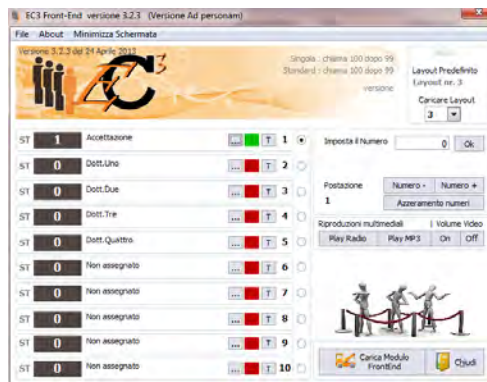 EC3 Front-End versione 3.2.3 (Versione Ad personam)
File About Minimizza Schermata
Versione 3.2.3 del 24 Aprile 2012
EC3
Singola : chiama 100 dopo 99
Standard : chiama 100 dopo 99
versione
Layout Predefinito
Layout nr. 3
Caricare Layout
3
ST 1 Accettazione ... T 1
ST 0 Dott.Uno ... T 2
ST 0 Dott.Due ... T 3
ST 0 Dott.Tre ... T 4
ST 0 Dott.Quattro ... T 5
ST 0 Non assegnato ... T 6
ST 0 Non assegnato ... T 7
ST 0 Non assegnato ... T 8
ST 0 Non assegnato ... T 9
ST 0 Non assegnato ... T 10
Imposta il Numero 0 Ok
Postazione Numero - Numero +
1 Azzeramento numeri
Riproduzioni multimediali | Volume Video
Play Radio Play MP3 On Off
Carica Modulo
FrontEnd
Chiudi